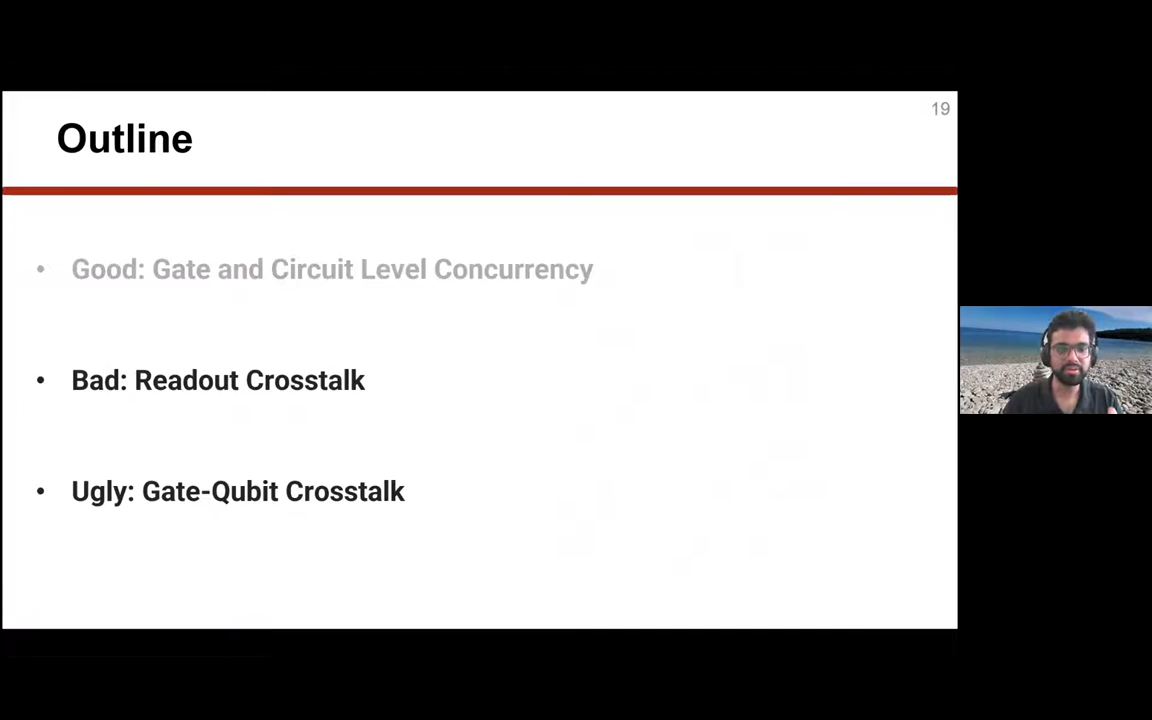 19
Outline
• Good: Gate and Circuit Level Concurrency
• Bad: Readout Crosstalk
• Ugly: Gate-Qubit Crosstalk